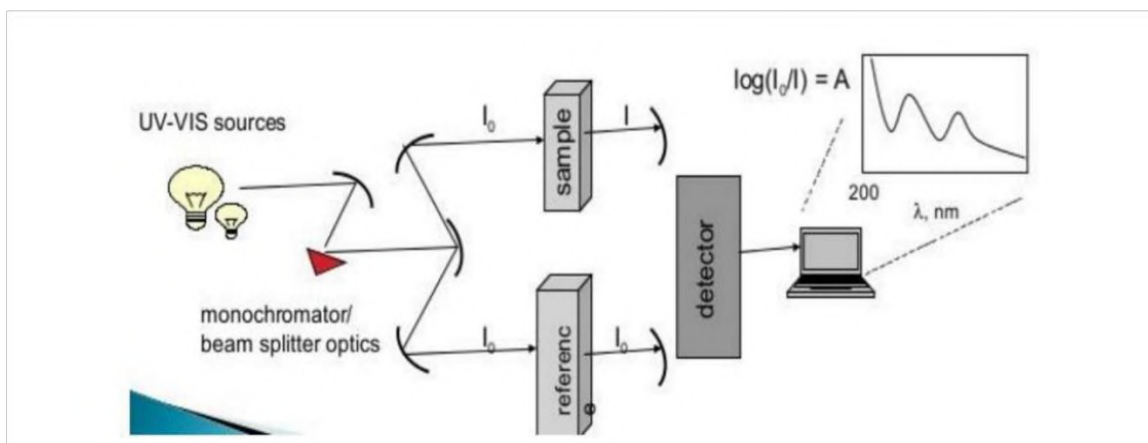 UV-VIS sources
monochromator/
beam splitter optics
I₀
sample
I
I₀
referenc
e
I₀
detector
log(I₀/I) = A
200
λ, nm